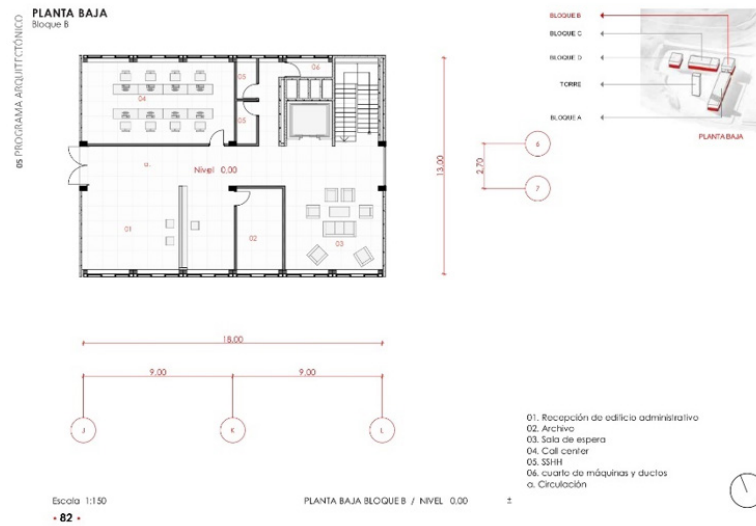 PLANTA BAJA
Bloque B
05 PROGRAMA ARQUITECTÓNICO
BLOQUE B
BLOQUE C
BLOQUE D
TORRE
BLOQUE A
PLANTA BAJA
04
05
06
05
a.
Nivel 0,00
01
02
03
13,00
2,70
6
7
18,00
9,00
9,00
J
K
L
01. Recepción de edificio administrativo
02. Archivo
03. Sala de espera
04. Call center
05. SSHH
06. cuarto de máquinas y ductos
a. Circulación
Escala 1:150
PLANTA BAJA BLOQUE B / NIVEL 0,00 ±
• 82 •